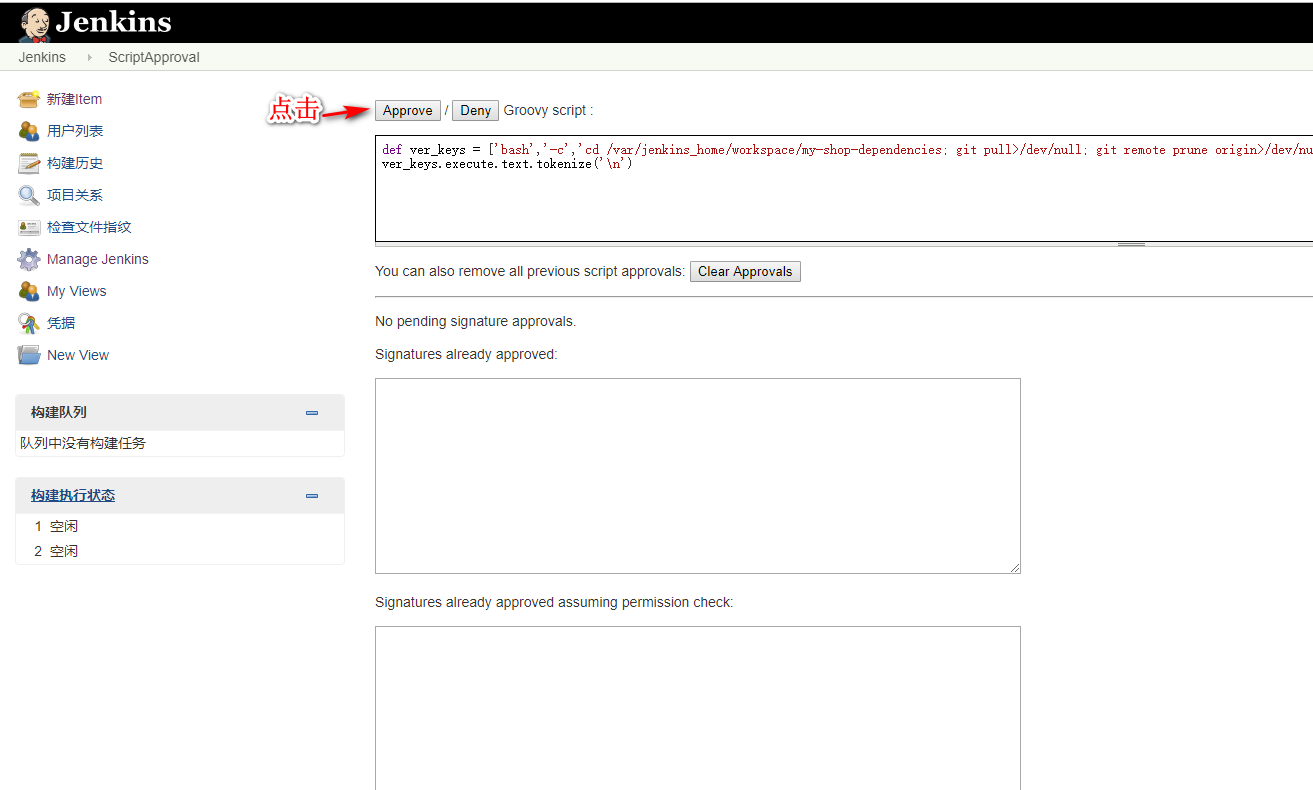 Jenkins
Jenkins ScriptApproval
新建Item
用户列表
构建历史
项目关系
检查文件指纹
Manage Jenkins
My Views
凭据
New View
构建队列
队列中没有构建任务
构建执行状态
1 空闲
2 空闲
点击 Approve / Deny Groovy script :
def ver_keys = ['bash','-c','cd /var/jenkins_home/workspace/my-shop-dependencies; git pull>/dev/null; git remote prune origin>/dev/nu
ver_keys.execute.text.tokenize('\n')
You can also remove all previous script approvals: Clear Approvals
No pending signature approvals.
Signatures already approved:
Signatures already approved assuming permission check: